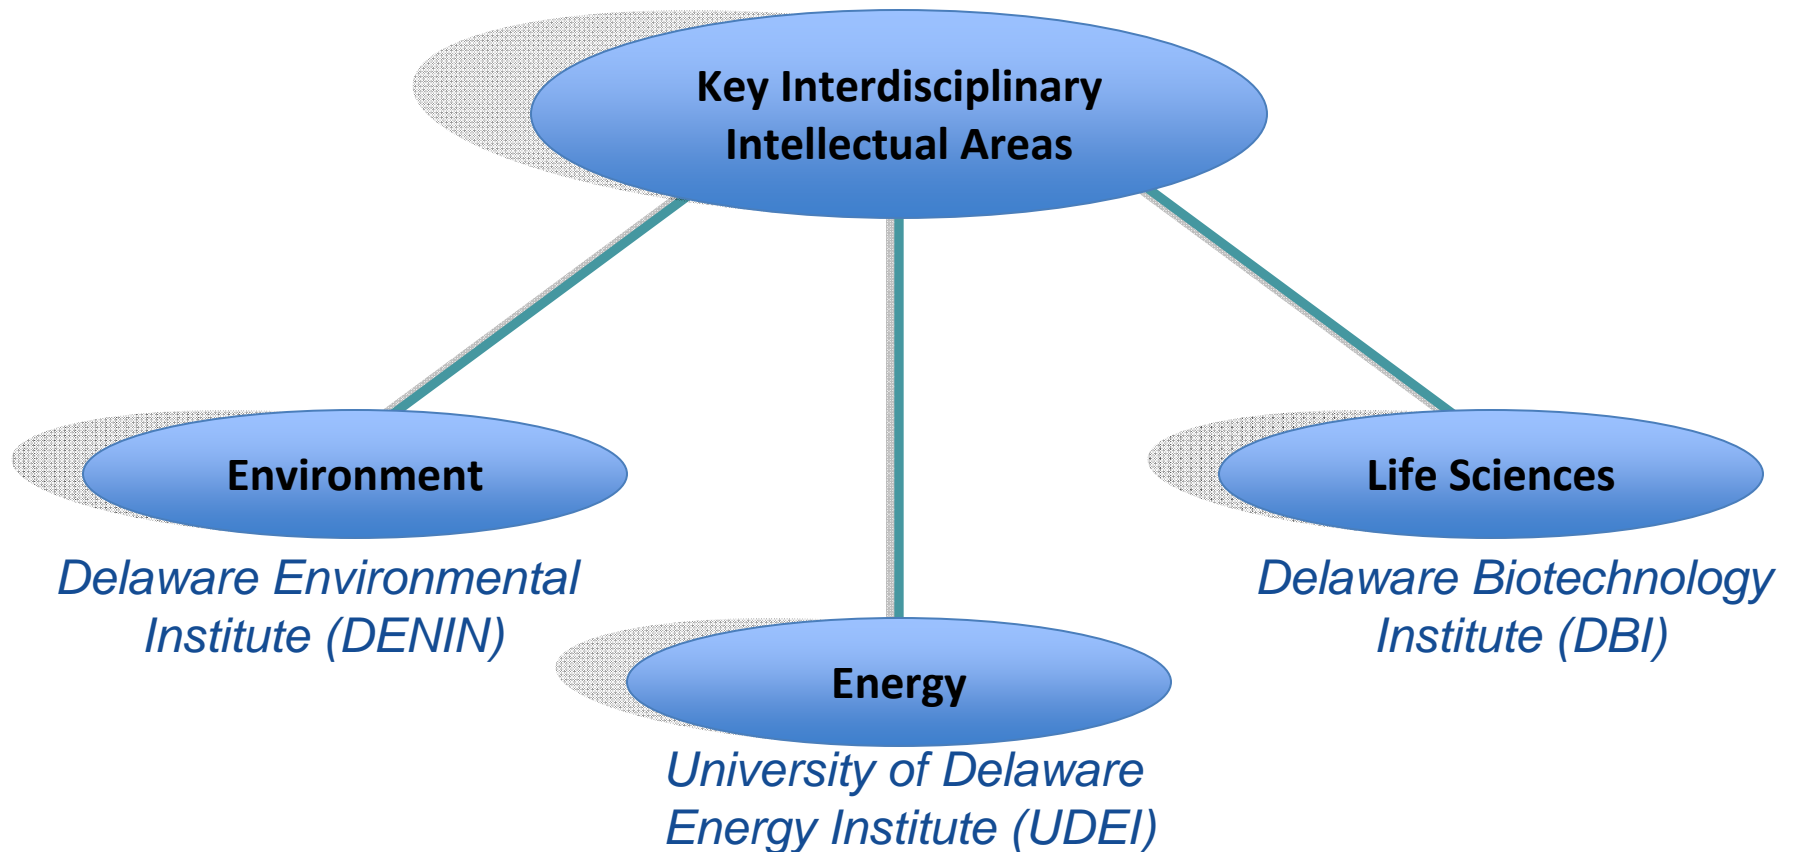 Key Interdisciplinary
Intellectual Areas
Environment
Delaware Environmental
Institute (DENIN)
Energy
University of Delaware
Energy Institute (UDEI)
Life Sciences
Delaware Biotechnology
Institute (DBI)